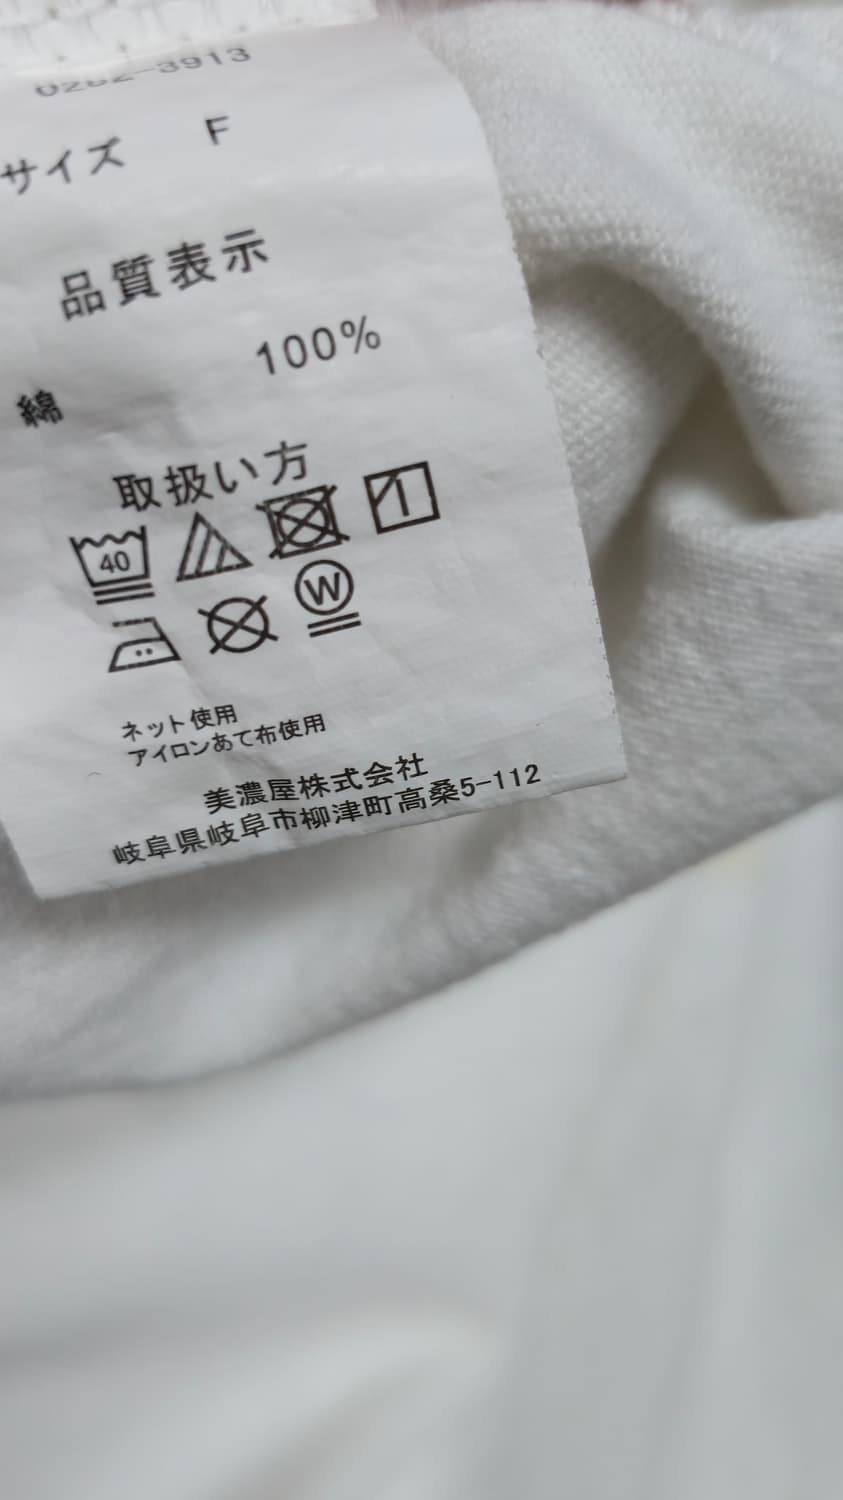 0282-3913
サイズ F
品質表示
綿 100%
取扱い方
40
W
ネット使用
アイロンあて布使用
美濃屋株式会社
岐阜県岐阜市柳津町高桑5-112